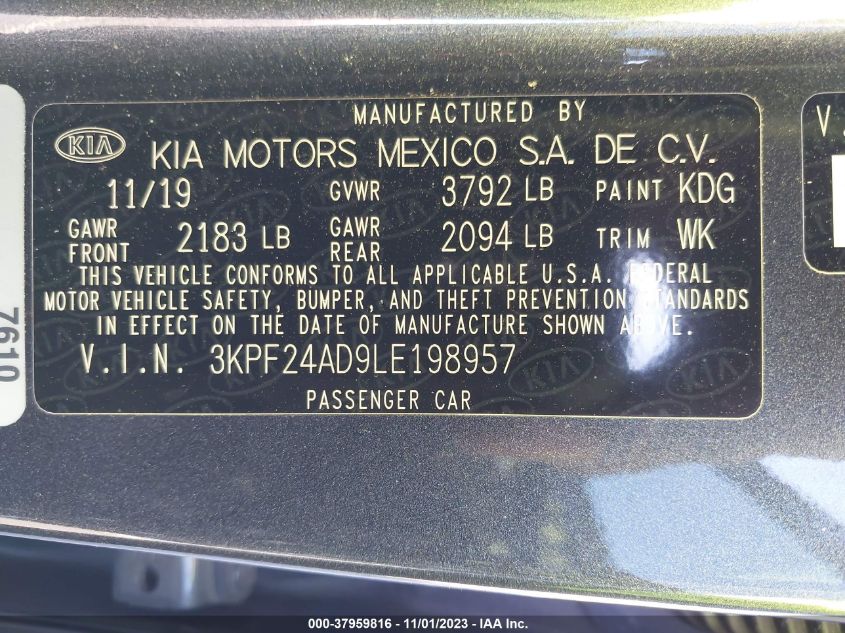 MANUFACTURED BY
KIA KIA MOTORS MEXICO S.A. DE C.V.
11/19 GVWR 3792 LB PAINT KDG
GAWR FRONT 2183 LB GAWR REAR 2094 LB TRIM WK
THIS VEHICLE CONFORMS TO ALL APPLICABLE U.S.A. FEDERAL
MOTOR VEHICLE SAFETY, BUMPER, AND THEFT PREVENTION STANDARDS
IN EFFECT ON THE DATE OF MANUFACTURE SHOWN ABOVE.
V.I.N. 3KPF24AD9LE198957
PASSENGER CAR
V.
000-37959816 - 11/01/2023 - IAA Inc.